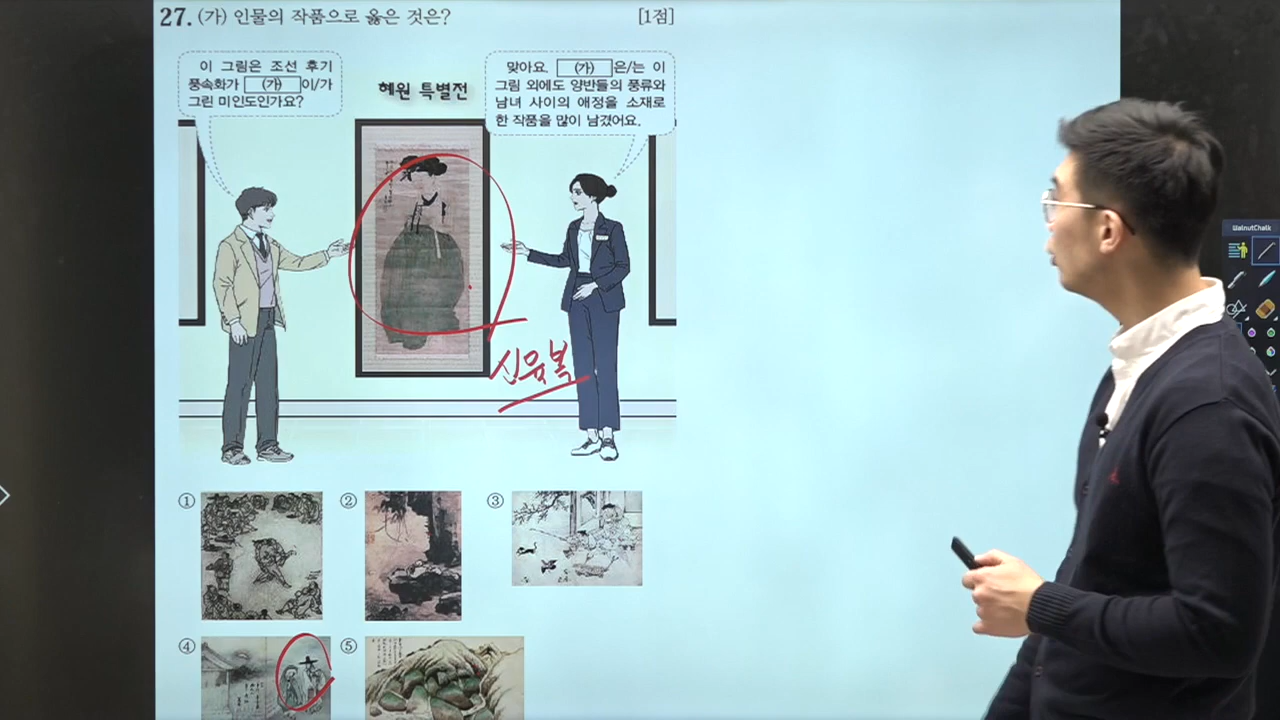 27. (가) 인물의 작품으로 옳은 것은?
[1점]
이 그림은 조선 후기
풍속화가 (가) 이/가
그린 미인도인가요?
혜원 특별전
맞아요. (가) 은/는 이
그림 외에도 양반들의 풍류와
남녀 사이의 애정을 소재로
한 작품을 많이 남겼어요.
신윤복
①
②
③
④
⑤
WalnutChalk